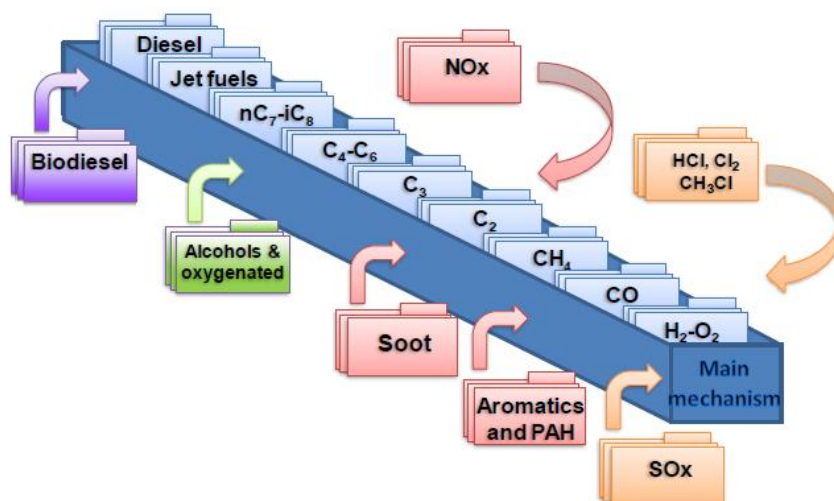 Diesel
Jet fuels
nC₇-iC₈
C₄-C₆
C₃
C₂
CH₄
CO
H₂-O₂
Main
mechanism
NOx
HCl, Cl₂
CH₃Cl
Biodiesel
Alcohols &
oxygenated
Soot
Aromatics
and PAH
SOx